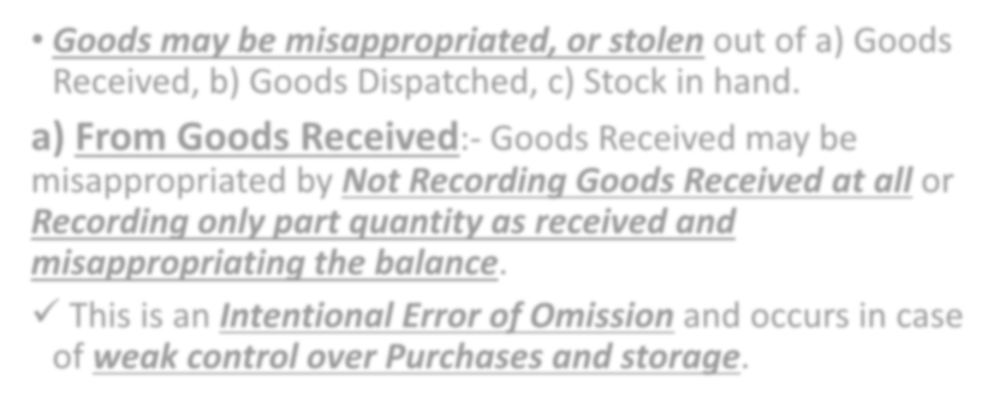 • Goods may be misappropriated, or stolen out of a) Goods
Received, b) Goods Dispatched, c) Stock in hand.
a) From Goods Received:- Goods Received may be
misappropriated by Not Recording Goods Received at all or
Recording only part quantity as received and
misappropriating the balance.
✓ This is an Intentional Error of Omission and occurs in case
of weak control over Purchases and storage.